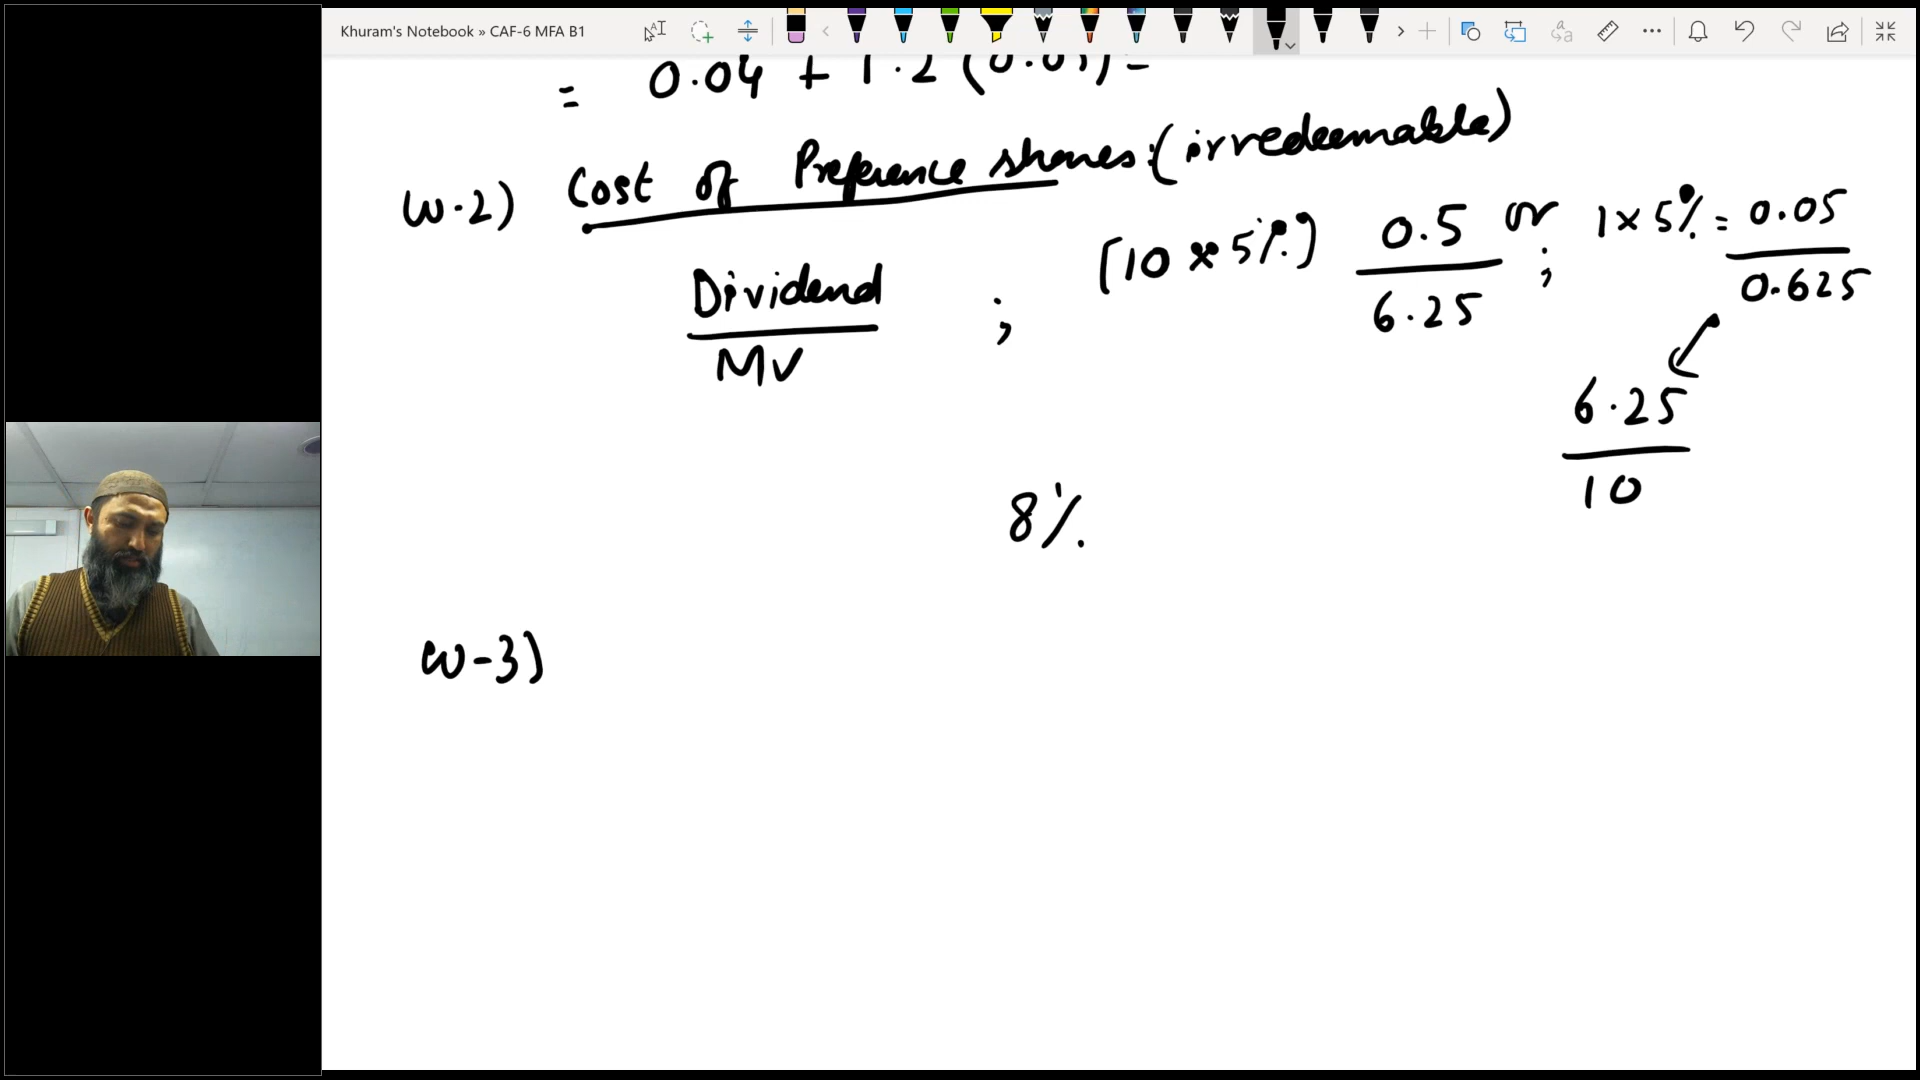 Khuram's Notebook » CAF-6 MFA B1
= 0.04 + 1.2 (
W-2) Cost of Preference shares: (irredeemable)
Dividend / MV ; [10 × 5%] 0.5 / 6.25 or ; 1 × 5% = 0.05 / 0.625
6.25 / 10
8%.
W-3)